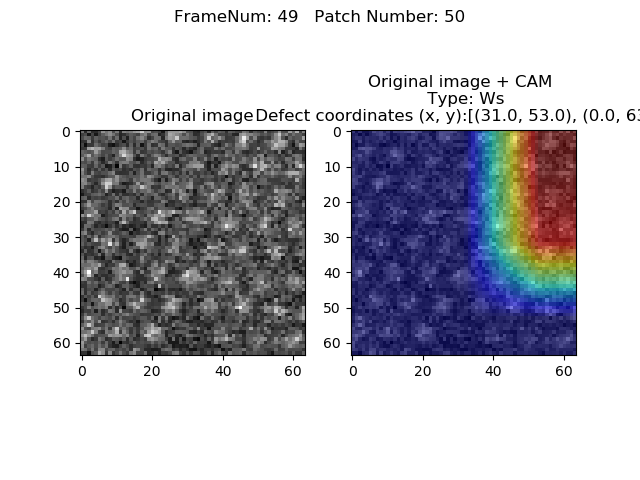 FrameNum: 49   Patch Number: 50
Original image + CAM
Type: Ws
Original image
Defect coordinates (x, y):[(31.0, 53.0), (0.0, 63
0
10
20
30
40
50
60
0 20 40 60
0
10
20
30
40
50
60
0 20 40 60